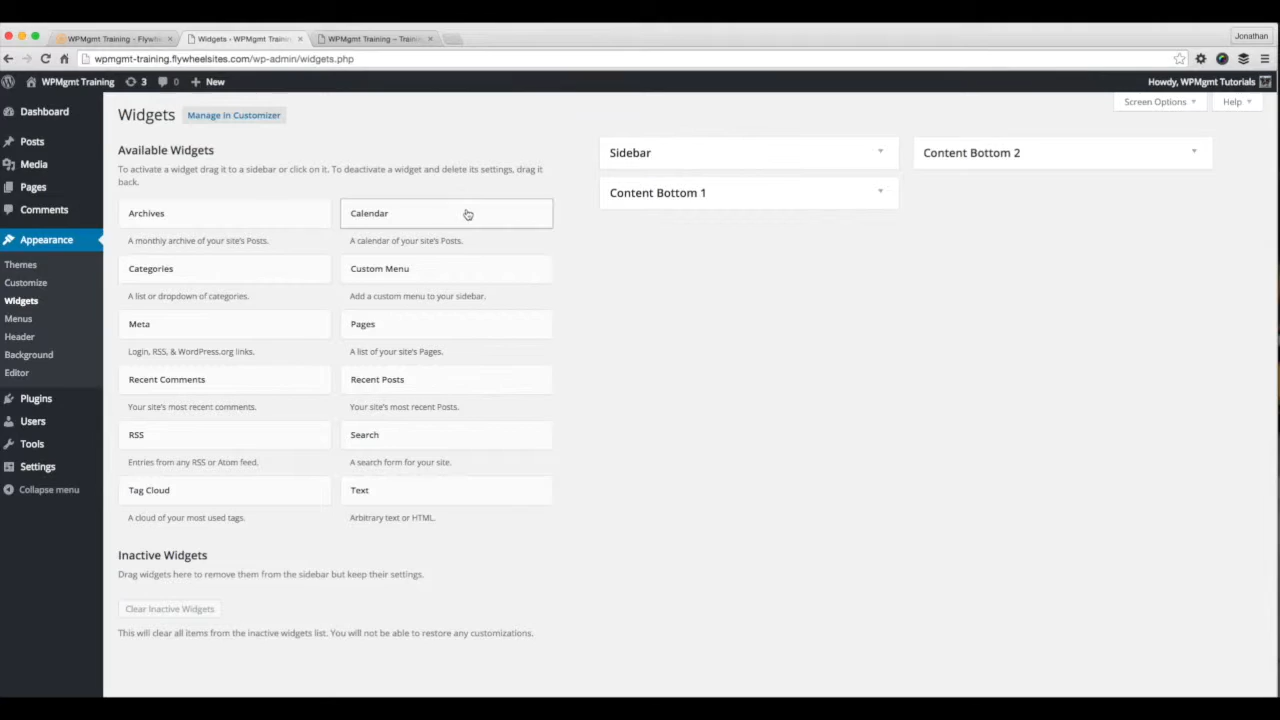 WPMgmt Training - Flywh
Widgets ‹ WPMgmt Traini
WPMgmt Training – Traini
Jonathan
wpmgmt-training.flywheelsites.com/wp-admin/widgets.php
WPMgmt Training
3
0
New
Howdy, WPMgmt Tutorials
Dashboard
Posts
Media
Pages
Comments
Appearance
Themes
Customize
Widgets
Menus
Header
Background
Editor
Plugins
Users
Tools
Settings
Collapse menu
Screen Options
Help
Widgets
Manage in Customizer
Available Widgets
To activate a widget drag it to a sidebar or click on it. To deactivate a widget and delete its settings, drag it
back.
Archives
Calendar
A monthly archive of your site's Posts.
A calendar of your site's Posts.
Categories
Custom Menu
A list or dropdown of categories.
Add a custom menu to your sidebar.
Meta
Pages
Login, RSS, & WordPress.org links.
A list of your site's Pages.
Recent Comments
Recent Posts
Your site's most recent comments.
Your site's most recent Posts.
RSS
Search
Entries from any RSS or Atom feed.
A search form for your site.
Tag Cloud
Text
A cloud of your most used tags.
Arbitrary text or HTML.
Inactive Widgets
Drag widgets here to remove them from the sidebar but keep their settings.
Clear Inactive Widgets
This will clear all items from the inactive widgets list. You will not be able to restore any customizations.
Sidebar
Content Bottom 2
Content Bottom 1